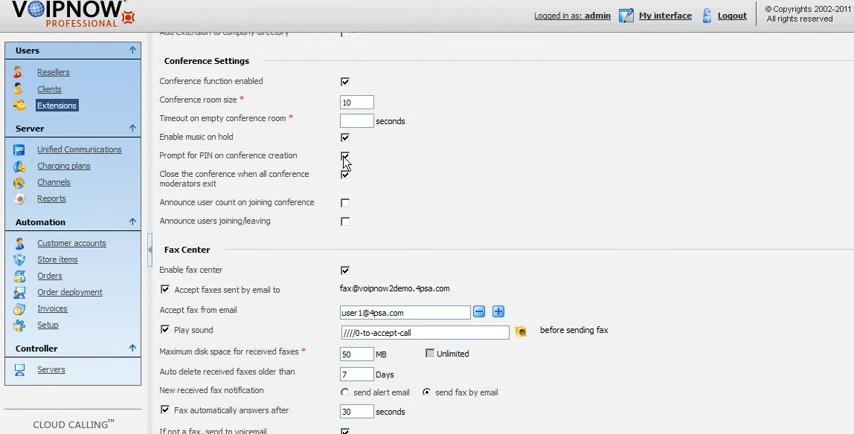 VOIPNOW
PROFESSIONAL
Logged in as: admin
My interface
Logout
© Copyrights 2002-2011
All rights reserved
Users
Resellers
Clients
Extensions
Server
Unified Communications
Charging plans
Channels
Reports
Automation
Customer accounts
Store items
Orders
Order deployment
Invoices
Setup
Controller
Servers
CLOUD CALLING™
Add Extension to company directory
Conference Settings
Conference function enabled
Conference room size * 10
Timeout on empty conference room * seconds
Enable music on hold
Prompt for PIN on conference creation
Close the conference when all conference
moderators exit
Announce user count on joining conference
Announce users joining/leaving
Fax Center
Enable fax center
Accept faxes sent by email to fax@voipnow2demo.4psa.com
Accept fax from email user1@4psa.com
Play sound ////0-to-accept-call before sending fax
Maximum disk space for received faxes * 50 MB Unlimited
Auto delete received faxes older than 7 Days
New received fax notification send alert email send fax by email
Fax automatically answers after 30 seconds
If not a fax, send to voicemail